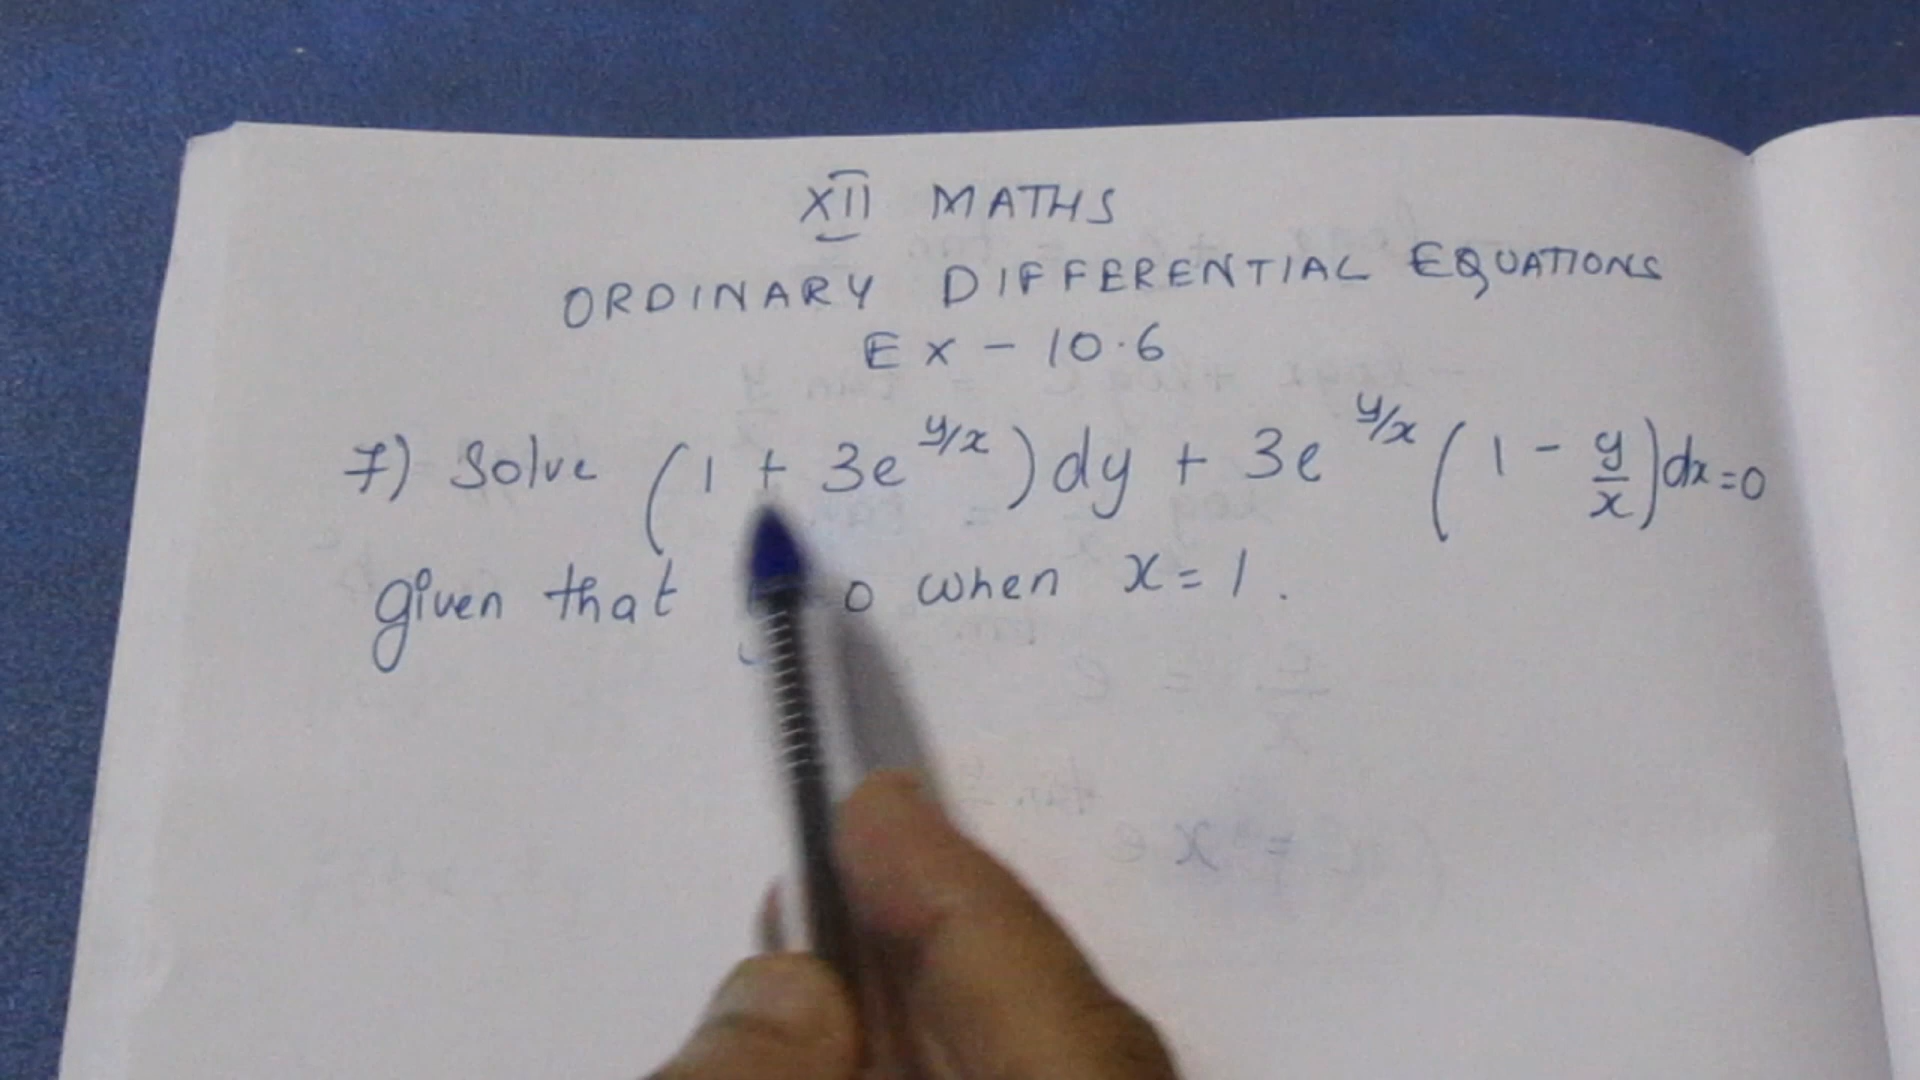 XII MATHS
ORDINARY DIFFERENTIAL EQUATIONS
EX - 10.6
7) Solve (1 + 3e^{y/x}) dy + 3e^{y/x} (1 - y/x) dx = 0
given that 0 when x = 1.